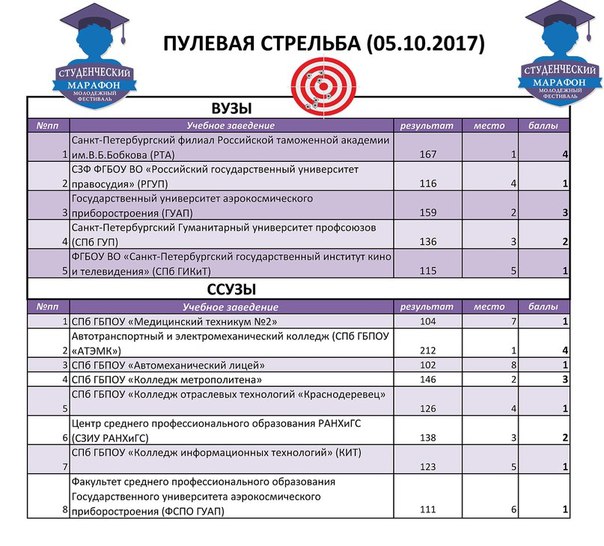 СТУДЕНЧЕСКИЙ
МАРАФОН
МОЛОДЕЖНЫЙ
ФЕСТИВАЛЬ
ПУЛЕВАЯ СТРЕЛЬБА (05.10.2017)
СТУДЕНЧЕСКИЙ
МАРАФОН
МОЛОДЕЖНЫЙ
ФЕСТИВАЛЬ
ВУЗЫ
№пп Учебное заведение результат место баллы
Санкт-Петербургский филиал Российской таможенной академии
1 им.В.Б.Бобкова (РТА) 167 1 4
СЗФ ФГБОУ ВО «Российский государственный университет
2 правосудия» (РГУП) 116 4 1
Государственный университет аэрокосмического
3 приборостроения (ГУАП) 159 2 3
Санкт-Петербургский Гуманитарный университет профсоюзов
4 (СПб ГУП) 136 3 2
ФГБОУ ВО «Санкт-Петербургский государственный институт кино
5 и телевидения» (СПб ГИКиТ) 115 5 1
ССУЗЫ
№пп Учебное заведение результат место баллы
1 СПб ГБПОУ «Медицинский техникум №2» 104 7 1
Автотранспортный и электромеханический колледж (СПб ГБПОУ
2 «АТЭМК») 212 1 4
3 СПб ГБПОУ «Автомеханический лицей» 102 8 1
4 СПб ГБПОУ «Колледж метрополитена» 146 2 3
СПб ГБПОУ «Колледж отраслевых технологий «Краснодеревец»
5 126 4 1
Центр среднего профессионального образования РАНХиГС
6 (СЗИУ РАНХиГС) 138 3 2
СПб ГБПОУ «Колледж информационных технологий» (КИТ)
7 123 5 1
Факультет среднего профессионального образования
Государственного университета аэрокосмического
8 приборостроения (ФСПО ГУАП) 111 6 1